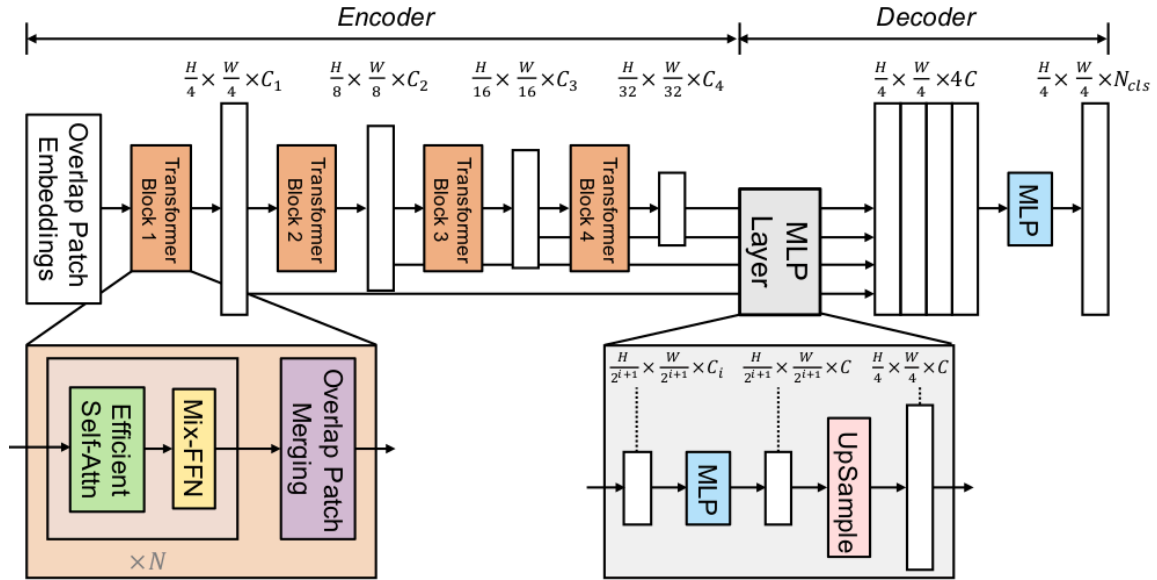 Encoder
Decoder
H/4 × W/4 × C₁
H/8 × W/8 × C₂
H/16 × W/16 × C₃
H/32 × W/32 × C₄
H/4 × W/4 × 4C
H/4 × W/4 × N_cls
Overlap Patch
Embeddings
Transformer
Block 1
Transformer
Block 2
Transformer
Block 3
Transformer
Block 4
MLP
Layer
MLP
Efficient
Self-Attn
Mix-FFN
×N
Overlap Patch
Merging
H/2^{i+1} × W/2^{i+1} × C_i
H/2^{i+1} × W/2^{i+1} × C
H/4 × W/4 × C
MLP
UpSample